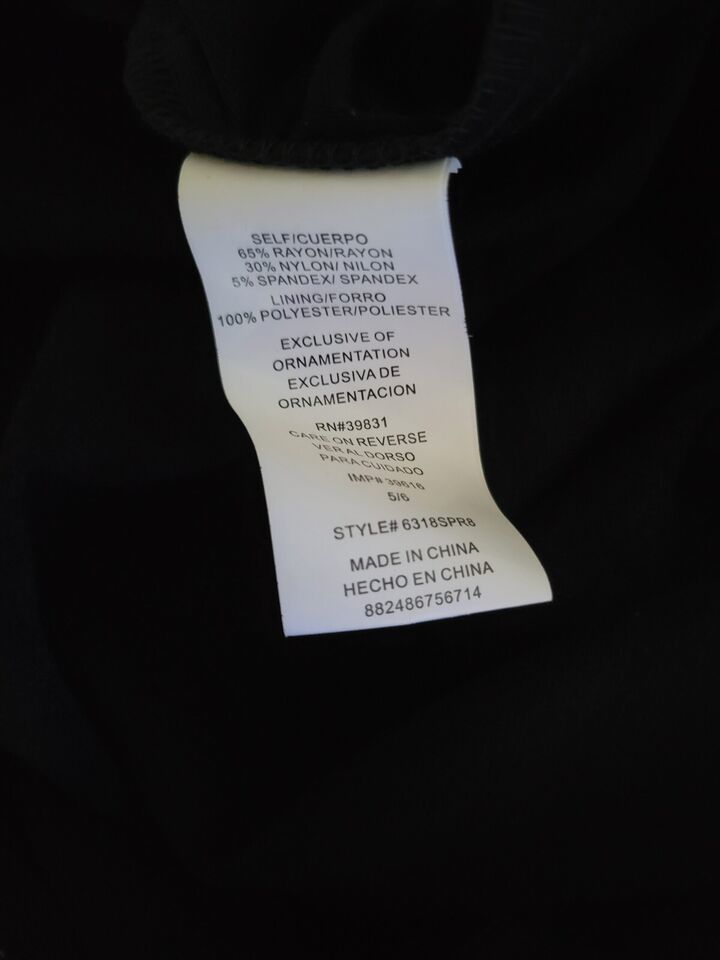 SELF/CUERPO
65% RAYON/RAYON
30% NYLON/ NILON
5% SPANDEX/ SPANDEX
LINING/FORRO
100% POLYESTER/POLIESTER
EXCLUSIVE OF
ORNAMENTATION
EXCLUSIVA DE
ORNAMENTACION
RN#39831
CARE ON REVERSE
VER AL DORSO
PARA CUIDADO
IMP# 39616
5/6
STYLE# 6318SPR8
MADE IN CHINA
HECHO EN CHINA
882486756714